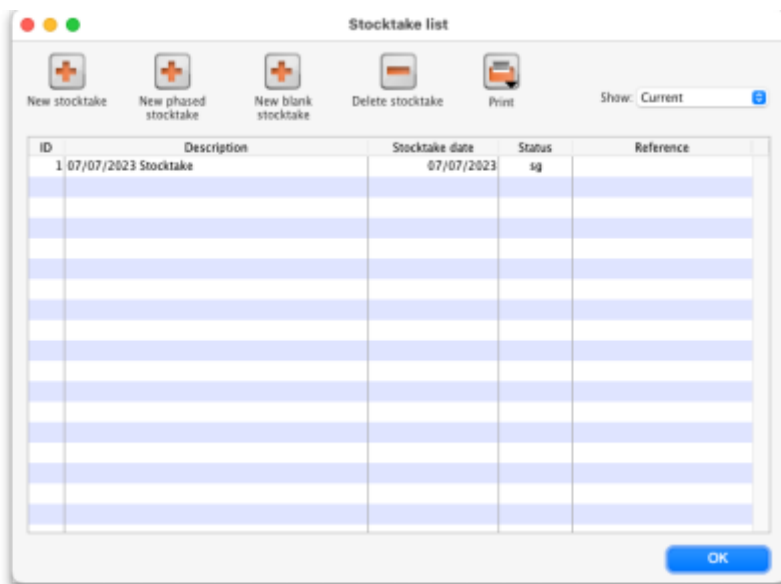 Stocktake list
New stocktake
New phased
stocktake
New blank
stocktake
Delete stocktake
Print
Show: Current
ID Description Stocktake date Status Reference
1 07/07/2023 Stocktake 07/07/2023 sg
OK